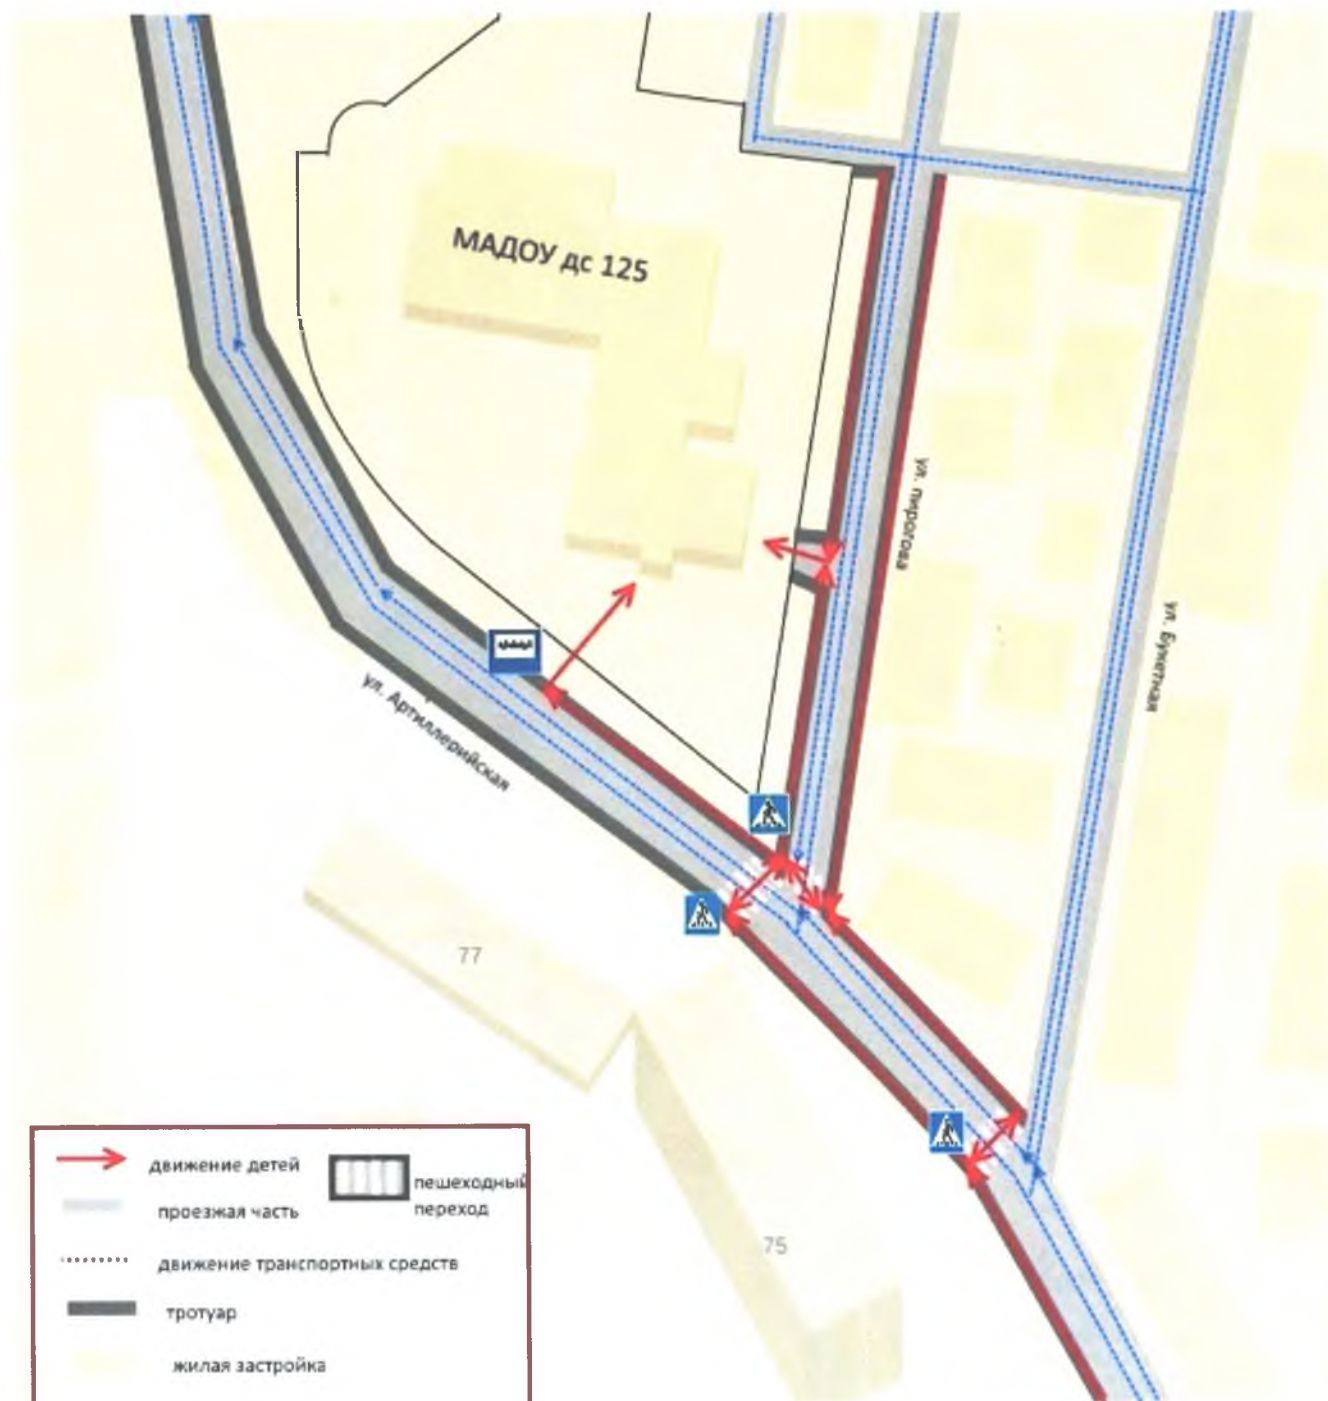 МАДОУ дс 125
ул. пирогова
ул. Букетная
ул. Артиллерийская
77
75
движение детей
пешеходный
переход
проезжая часть
движение транспортных средств
тротуар
жилая застройка